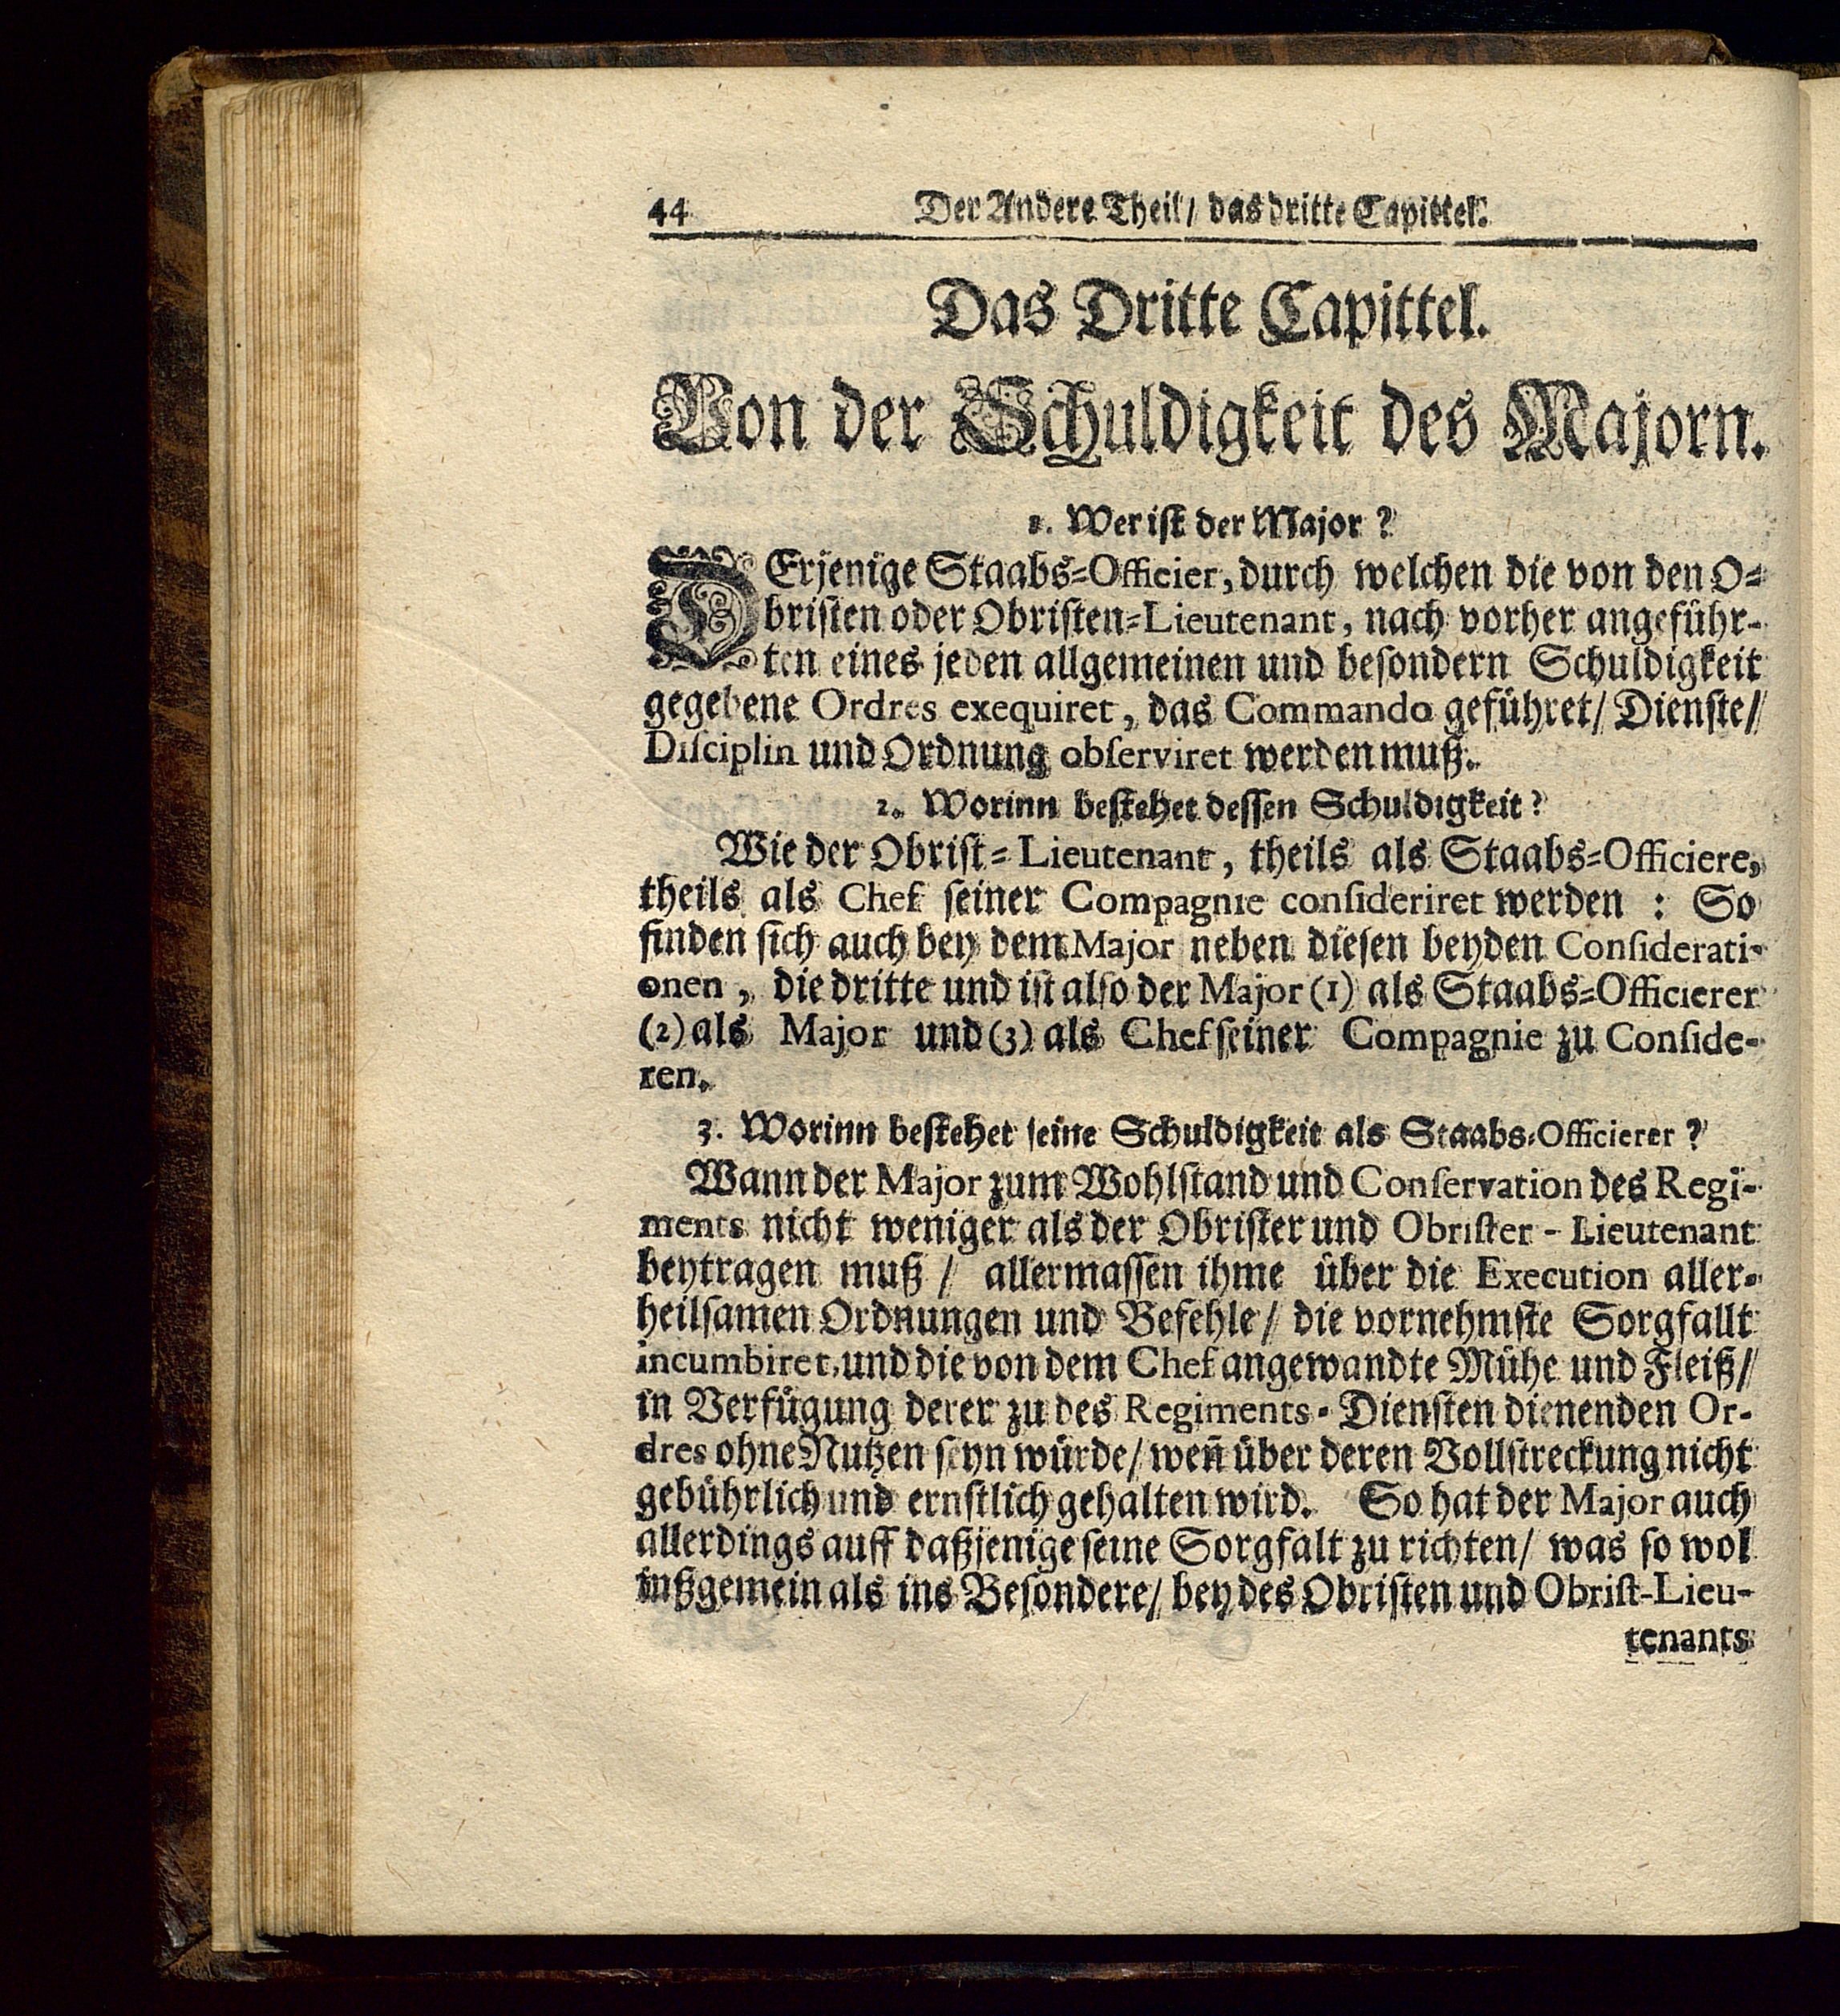 44 Der Andere Theil/ das dritte Capittel.
Das Dritte Capittel.
Von der Schuldigkeit des Majorn.
1. Wer ist der Major?
DErjenige Staabs-Officier, durch welchen die von den O-
bristen oder Obristen-Lieutenant, nach vorher angeführ-
ten eines jeden allgemeinen und besondern Schuldigkeit
gegebene Ordres exequiret, das Commando geführet/ Dienste/
Disciplin und Ordnung observiret werden muß.
2. Worinn bestehet dessen Schuldigkeit?
Wie der Obrist-Lieutenant, theils als Staabs-Officiere,
theils als Chef seiner Compagnie consideriret werden : So
finden sich auch bey dem Major neben diesen beyden Considerati-
onen, die dritte und ist also der Major (1) als Staabs-Officierer
(2) als Major und (3) als Chef seiner Compagnie zu Conside-
ren.
3. Worinn bestehet seine Schuldigkeit als Staabs-Officierer?
Wann der Major zum Wohlstand und Conservation des Regi-
ments nicht weniger als der Obrister und Obrister-Lieutenant
beytragen muß / allermassen ihme über die Execution aller-
heilsamen Ordnungen und Befehle/ die vornehmste Sorgfallt
incumbiret, und die von dem Chef angewandte Mühe und Fleiß/
in Verfügung derer zu des Regiments-Diensten dienenden Or-
dres ohne Nutzen seyn würde/ weñ über deren Vollstreckung nicht
gebührlich und ernstlich gehalten wird. So hat der Major auch
allerdings auff daßjenige seine Sorgfalt zu richten/ was so wol
inßgemein als ins Besondere/ bey des Obristen und Obrist-Lieu-
tenants